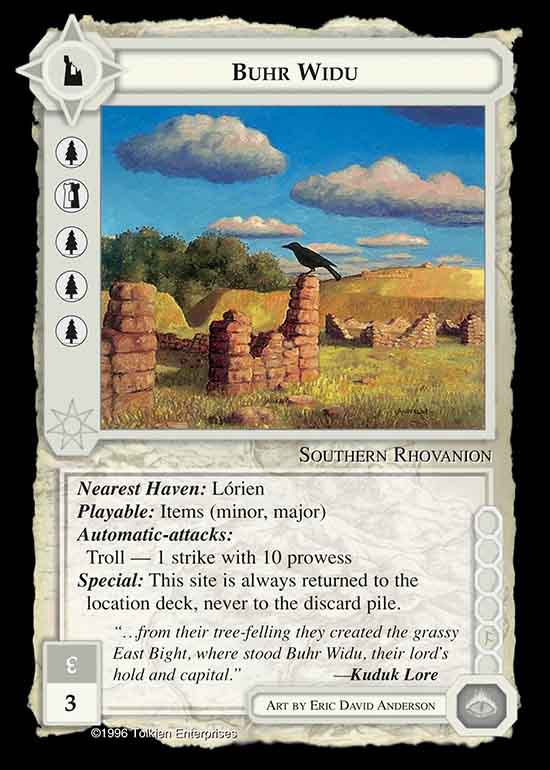 Buhr Widu
Southern Rhovanion
Nearest Haven: Lórien
Playable: Items (minor, major)
Automatic-attacks:
Troll — 1 strike with 10 prowess
Special: This site is always returned to the
location deck, never to the discard pile.
“…from their tree-felling they created the grassy
East Bight, where stood Buhr Widu, their lord’s
hold and capital.” —Kuduk Lore
3
Art by Eric David Anderson
©1996 Tolkien Enterprises